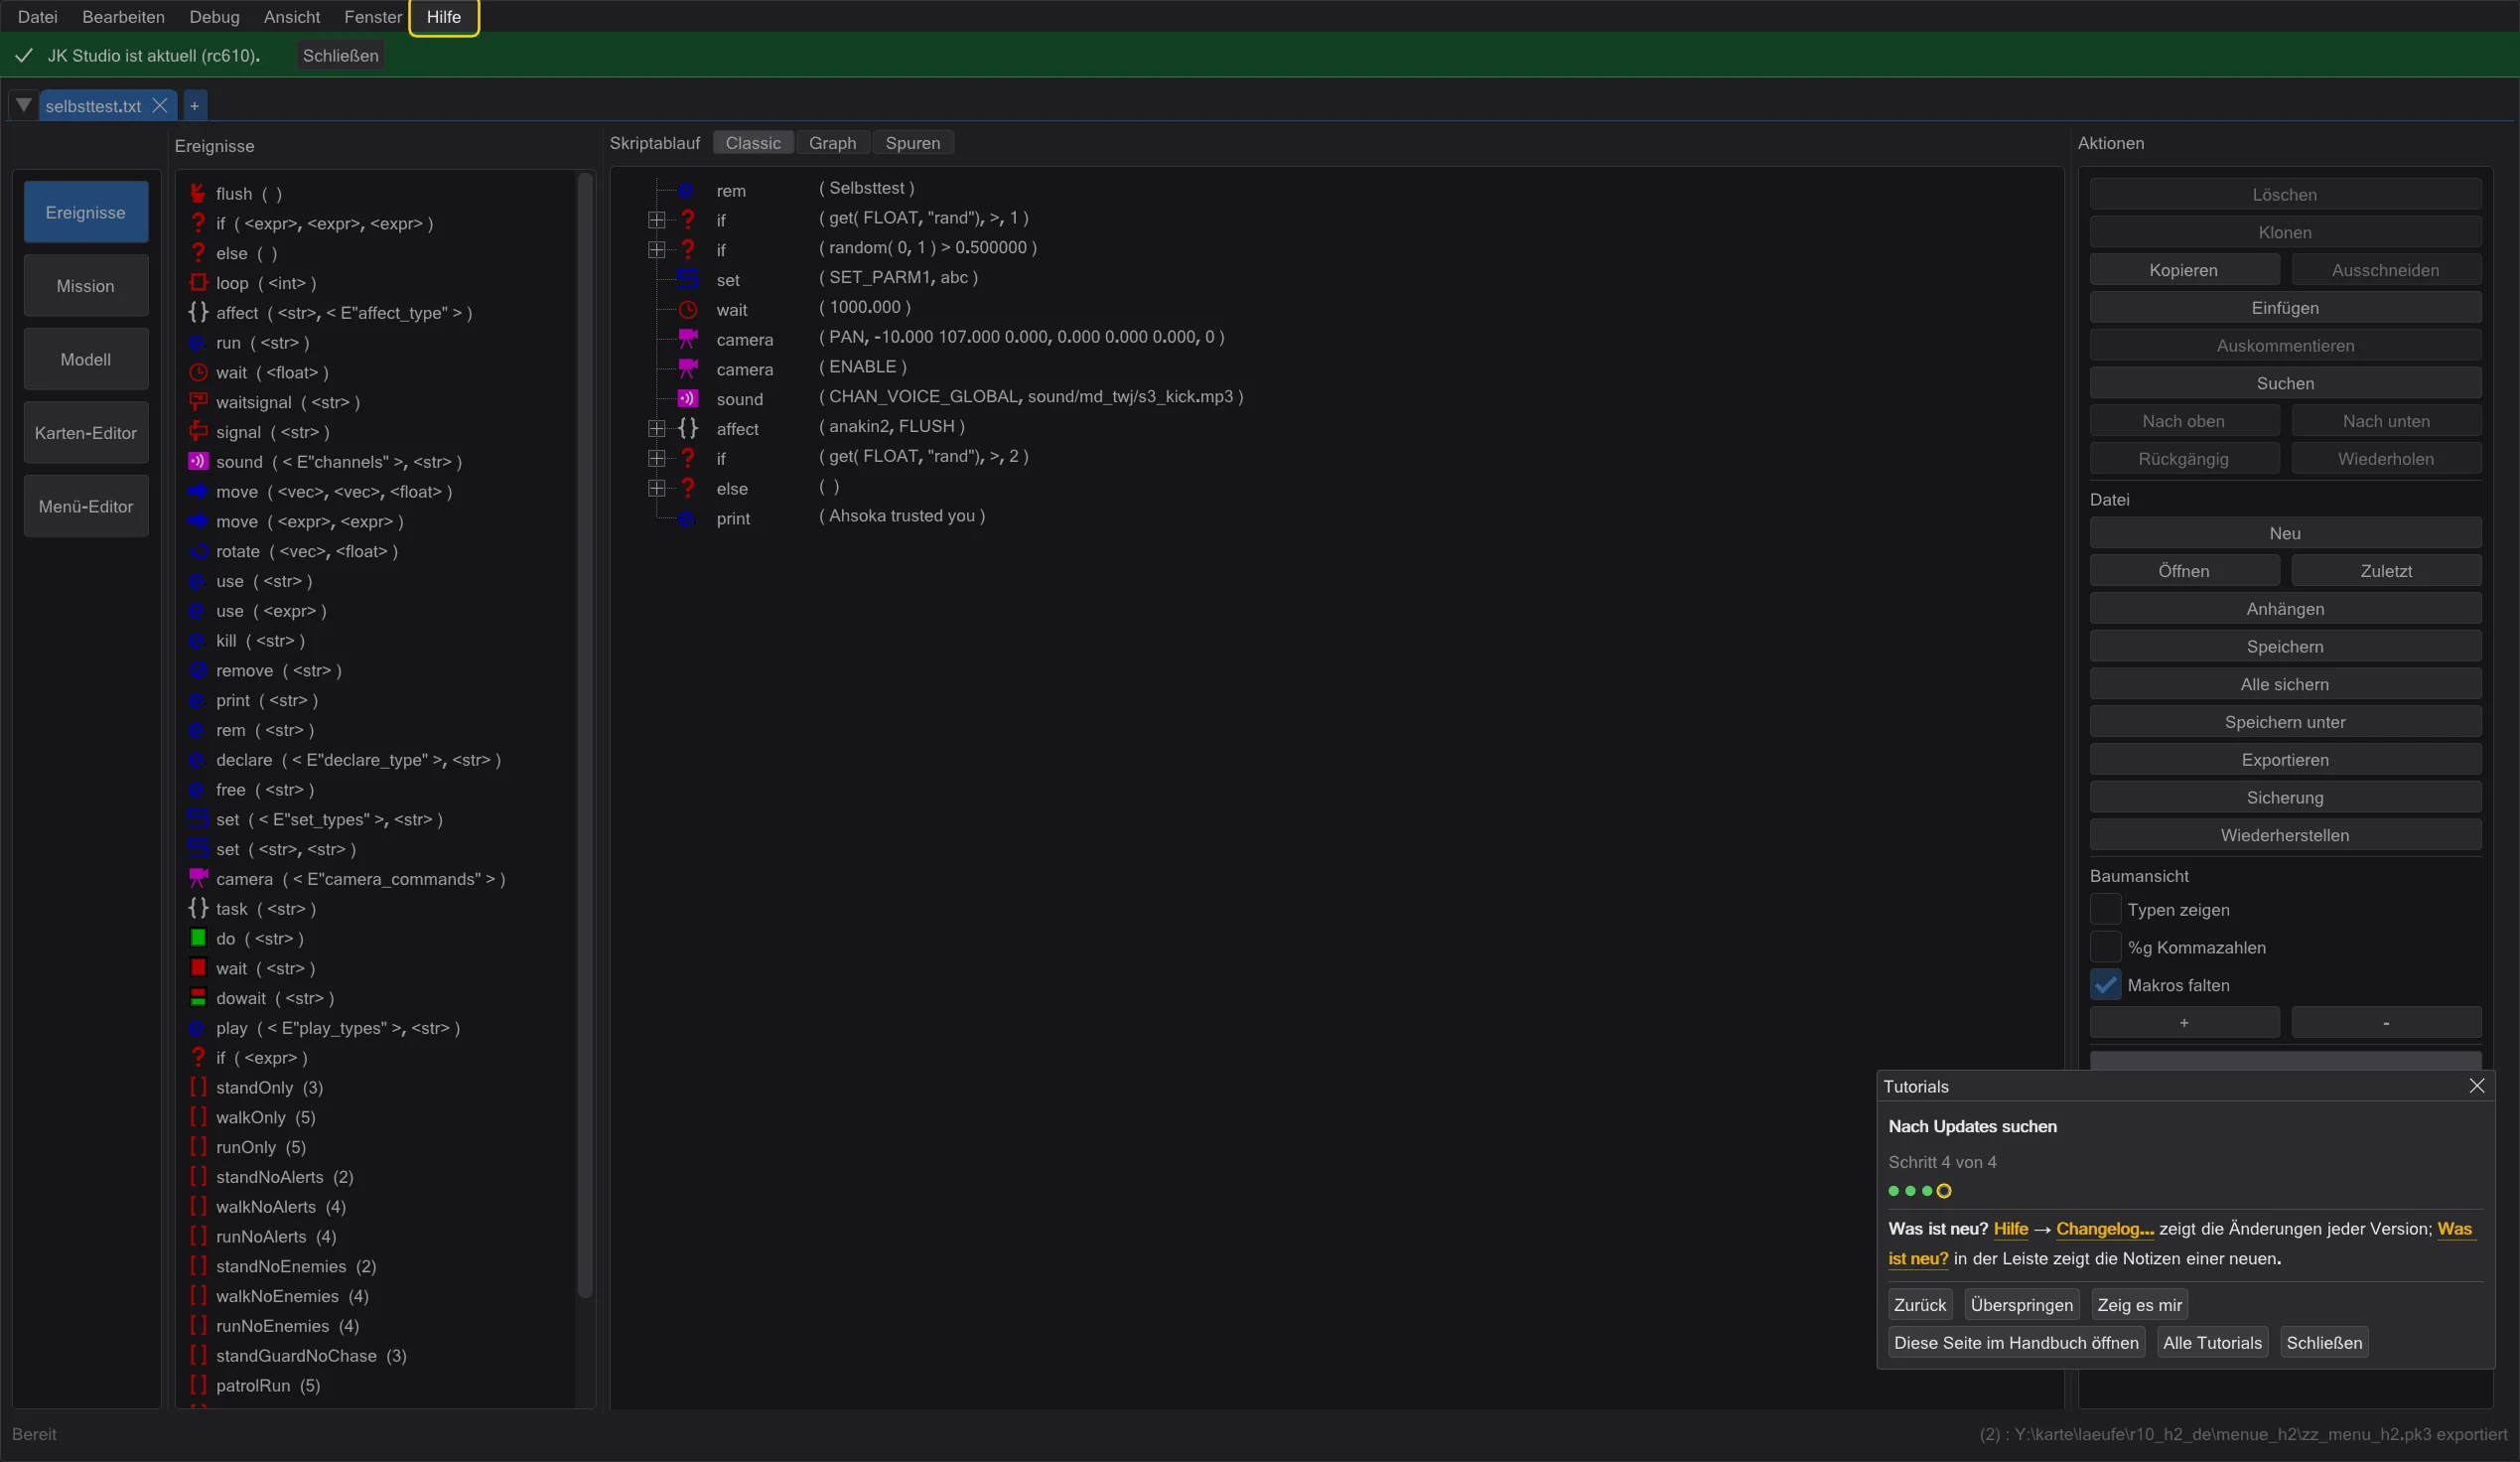 Datei Bearbeiten Debug Ansicht Fenster Hilfe
JK Studio ist aktuell (rc610). Schließen
selbsttest.txt +
Ereignisse
Mission
Modell
Karten-Editor
Menü-Editor
Ereignisse
flush ( )
if ( <expr>, <expr>, <expr> )
else ( )
loop ( <int> )
affect ( <str>, < E"affect_type" > )
run ( <str> )
wait ( <float> )
waitsignal ( <str> )
signal ( <str> )
sound ( < E"channels" >, <str> )
move ( <vec>, <vec>, <float> )
move ( <expr>, <expr> )
rotate ( <vec>, <float> )
use ( <str> )
use ( <expr> )
kill ( <str> )
remove ( <str> )
print ( <str> )
rem ( <str> )
declare ( < E"declare_type" >, <str> )
free ( <str> )
set ( < E"set_types" >, <str> )
set ( <str>, <str> )
camera ( < E"camera_commands" > )
task ( <str> )
do ( <str> )
wait ( <str> )
dowait ( <str> )
play ( < E"play_types" >, <str> )
if ( <expr> )
standOnly (3)
walkOnly (5)
runOnly (5)
standNoAlerts (2)
walkNoAlerts (4)
runNoAlerts (4)
standNoEnemies (2)
walkNoEnemies (4)
runNoEnemies (4)
standGuardNoChase (3)
patrolRun (5)
Skriptablauf Classic Graph Spuren
rem ( Selbsttest )
if ( get( FLOAT, "rand"), >, 1 )
if ( random( 0, 1 ) > 0.500000 )
set ( SET_PARM1, abc )
wait ( 1000.000 )
camera ( PAN, -10.000 107.000 0.000, 0.000 0.000 0.000, 0 )
camera ( ENABLE )
sound ( CHAN_VOICE_GLOBAL, sound/md_twj/s3_kick.mp3 )
affect ( anakin2, FLUSH )
if ( get( FLOAT, "rand"), >, 2 )
else ( )
print ( Ahsoka trusted you )
Aktionen
Löschen
Klonen
Kopieren Ausschneiden
Einfügen
Auskommentieren
Suchen
Nach oben Nach unten
Rückgängig Wiederholen
Datei
Neu
Öffnen Zuletzt
Anhängen
Speichern
Alle sichern
Speichern unter
Exportieren
Sicherung
Wiederherstellen
Baumansicht
Typen zeigen
%g Kommazahlen
Makros falten
+ -
Tutorials
Nach Updates suchen
Schritt 4 von 4
Was ist neu? Hilfe → Changelog... zeigt die Änderungen jeder Version; Was
ist neu? in der Leiste zeigt die Notizen einer neuen.
Zurück Überspringen Zeig es mir
Diese Seite im Handbuch öffnen Alle Tutorials Schließen
Bereit
(2) : Y:\karte\laeufe\r10_h2_de\menue_h2\zz_menu_h2.pk3 exportiert